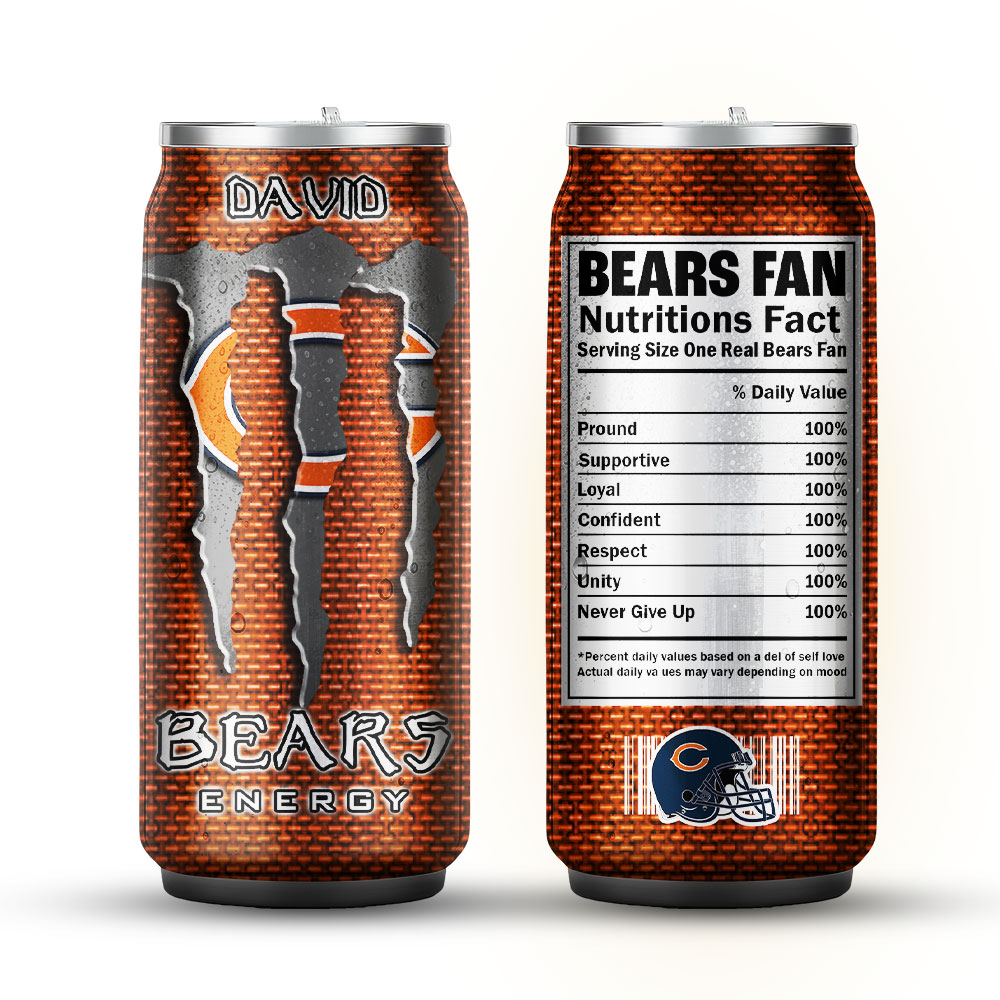 DAVID
BEARS
ENERGY
BEARS FAN
Nutritions Fact
Serving Size One Real Bears Fan
% Daily Value
Pround 100%
Supportive 100%
Loyal 100%
Confident 100%
Respect 100%
Unity 100%
Never Give Up 100%
*Percent daily values based on a del of self love
Actual daily va ues may vary depending on mood
C